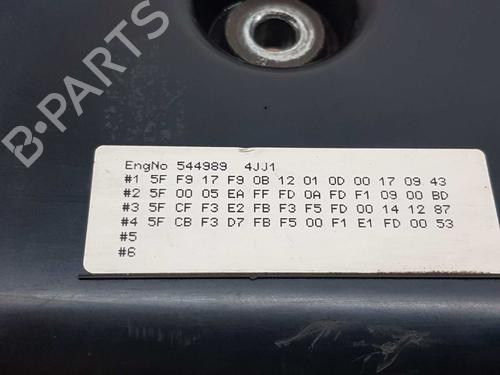 B-PARTS
EngNo 544989 4JJ1
#1 5F F9 17 F9 0B 12 01 0D 00 17 09 43
#2 5F 00 05 EA FF FD 0A FD F1 09 00 BD
#3 5F CF F3 E2 FB F3 F5 FD 00 14 12 87
#4 5F CB F3 D7 FB F5 00 F1 E1 FD 00 53
#5
#6